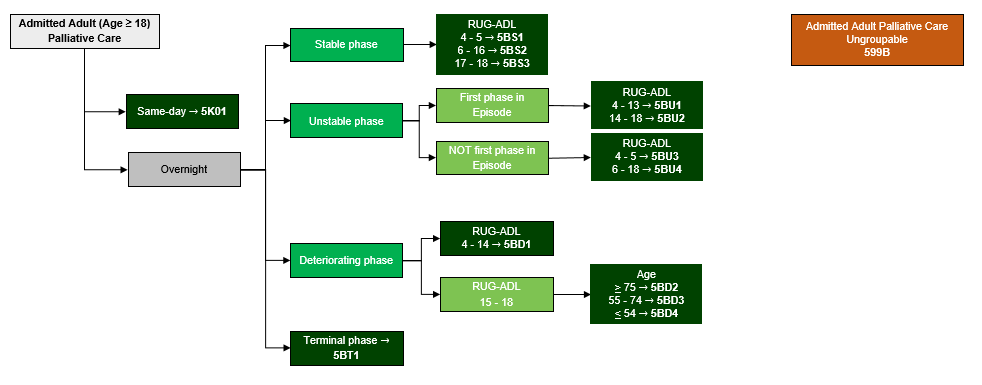 Admitted Adult (Age ≥ 18)
Palliative Care
Same-day → 5K01
Overnight
Stable phase
RUG-ADL
4 - 5 → 5BS1
6 - 16 → 5BS2
17 - 18 → 5BS3
Unstable phase
First phase in
Episode
RUG-ADL
4 - 13 → 5BU1
14 - 18 → 5BU2
NOT first phase in
Episode
RUG-ADL
4 - 5 → 5BU3
6 - 18 → 5BU4
Deteriorating phase
RUG-ADL
4 - 14 → 5BD1
RUG-ADL
15 - 18
Age
≥ 75 → 5BD2
55 - 74 → 5BD3
≤ 54 → 5BD4
Terminal phase →
5BT1
Admitted Adult Palliative Care
Ungroupable
599B